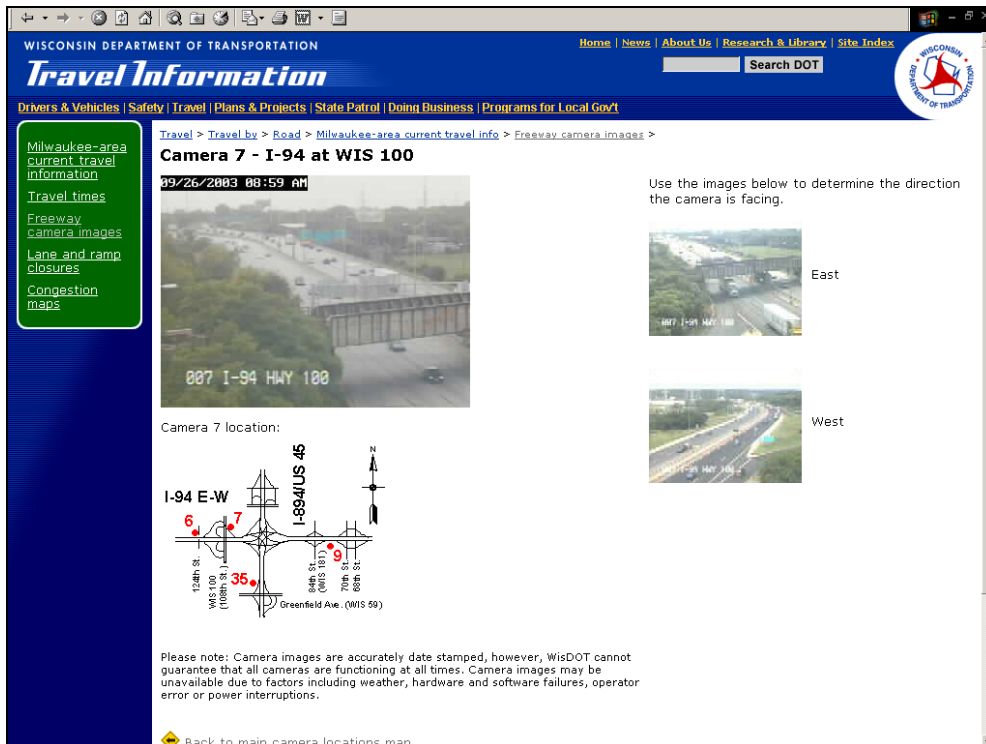 WISCONSIN DEPARTMENT OF TRANSPORTATION
Travel Information
Home | News | About Us | Research & Library | Site Index
Search DOT
WISCONSIN
DEPARTMENT OF TRANSPORTATION
Drivers & Vehicles | Safety | Travel | Plans & Projects | State Patrol | Doing Business | Programs for Local Gov't
Milwaukee-area
current travel
information
Travel times
Freeway
camera images
Lane and ramp
closures
Congestion
maps
Travel > Travel by > Road > Milwaukee-area current travel info > Freeway camera images >
Camera 7 - I-94 at WIS 100
09/26/2003 08:59 AM
007 I-94 HWY 100
Use the images below to determine the direction
the camera is facing.
007 I-94 HWY 100
East
007 I-94 HWY 100
West
Camera 7 location:
I-94 E-W
I-894/US 45
N
6
7
9
35
124th St.
WIS 100
(108th St.)
84th St.
(WIS 181)
70th St.
68th St.
Greenfield Ave. (WIS 59)
Please note: Camera images are accurately date stamped, however, WisDOT cannot
guarantee that all cameras are functioning at all times. Camera images may be
unavailable due to factors including weather, hardware and software failures, operator
error or power interruptions.
Back to main camera locations map